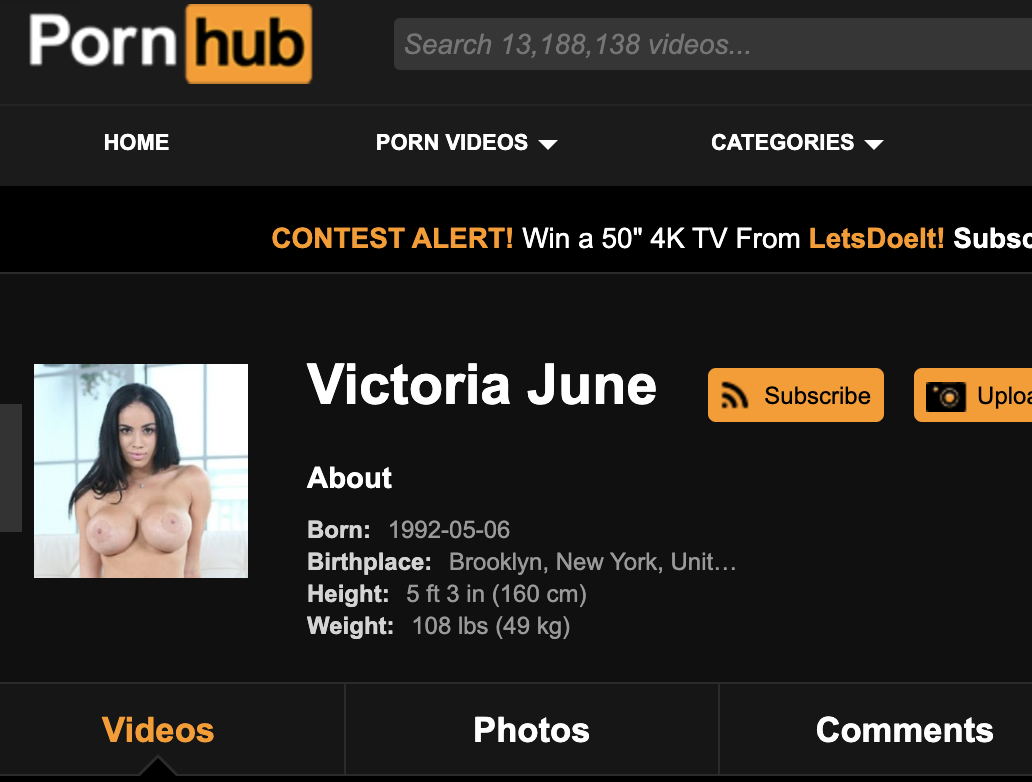 Pornhub
Search 13,188,138 videos...
HOME
PORN VIDEOS
CATEGORIES
CONTEST ALERT! Win a 50" 4K TV From LetsDoeIt! Subsc
Victoria June
Subscribe
Uploa
About
Born: 1992-05-06
Birthplace: Brooklyn, New York, Unit...
Height: 5 ft 3 in (160 cm)
Weight: 108 lbs (49 kg)
Videos
Photos
Comments